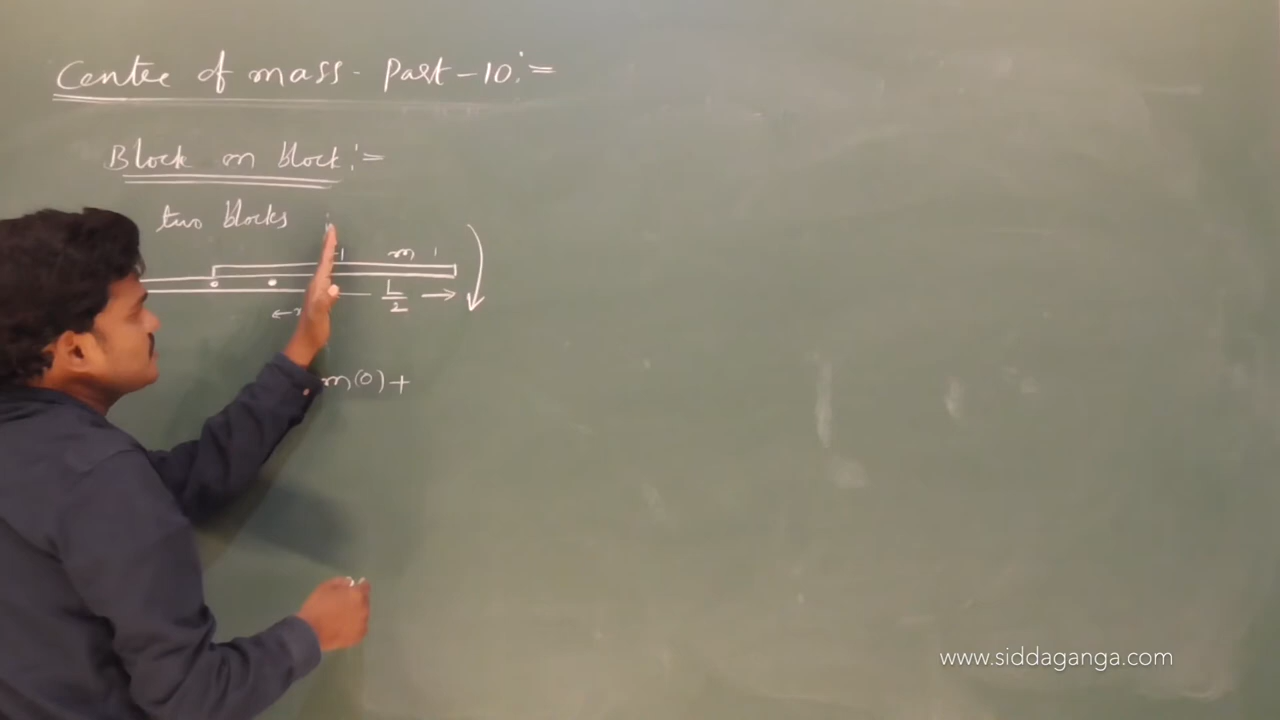 Centre of mass - Part - 10 :=
Block on block :=
two blocks
m
L/2
m(0) +
www.siddaganga.com